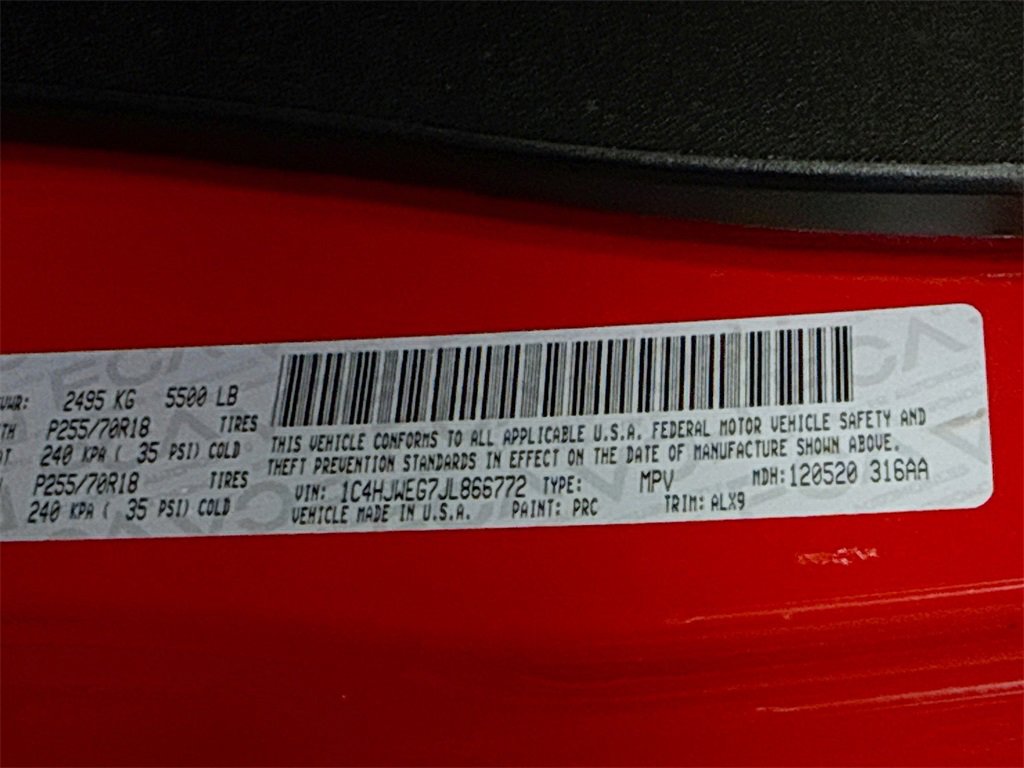 2495 KG 5500 LB
P255/70R18 TIRES
240 KPA ( 35 PSI) COLD
P255/70R18 TIRES
240 KPA ( 35 PSI) COLD
THIS VEHICLE CONFORMS TO ALL APPLICABLE U.S.A. FEDERAL MOTOR VEHICLE SAFETY AND
THEFT PREVENTION STANDARDS IN EFFECT ON THE DATE OF MANUFACTURE SHOWN ABOVE.
VIN: 1C4HJWEG7JL866772 TYPE: MPV MDH:120520 316AA
VEHICLE MADE IN U.S.A. PAINT: PRC TRIM: ALX9